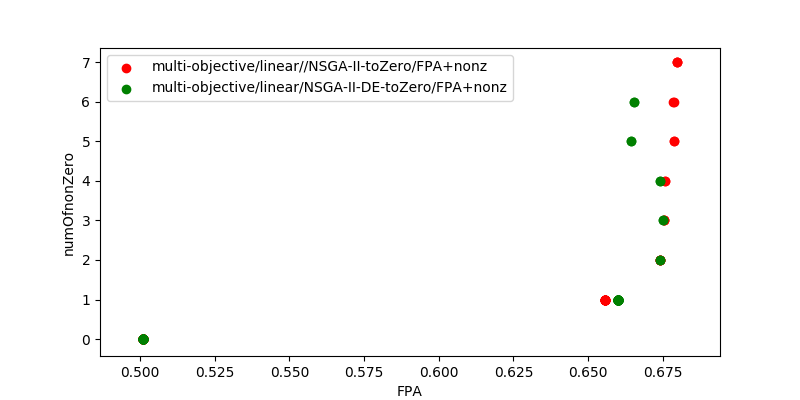 multi-objective/linear//NSGA-II-toZero/FPA+nonz
multi-objective/linear/NSGA-II-DE-toZero/FPA+nonz
numOfnonZero
7
6
5
4
3
2
1
0
0.500 0.525 0.550 0.575 0.600 0.625 0.650 0.675
FPA